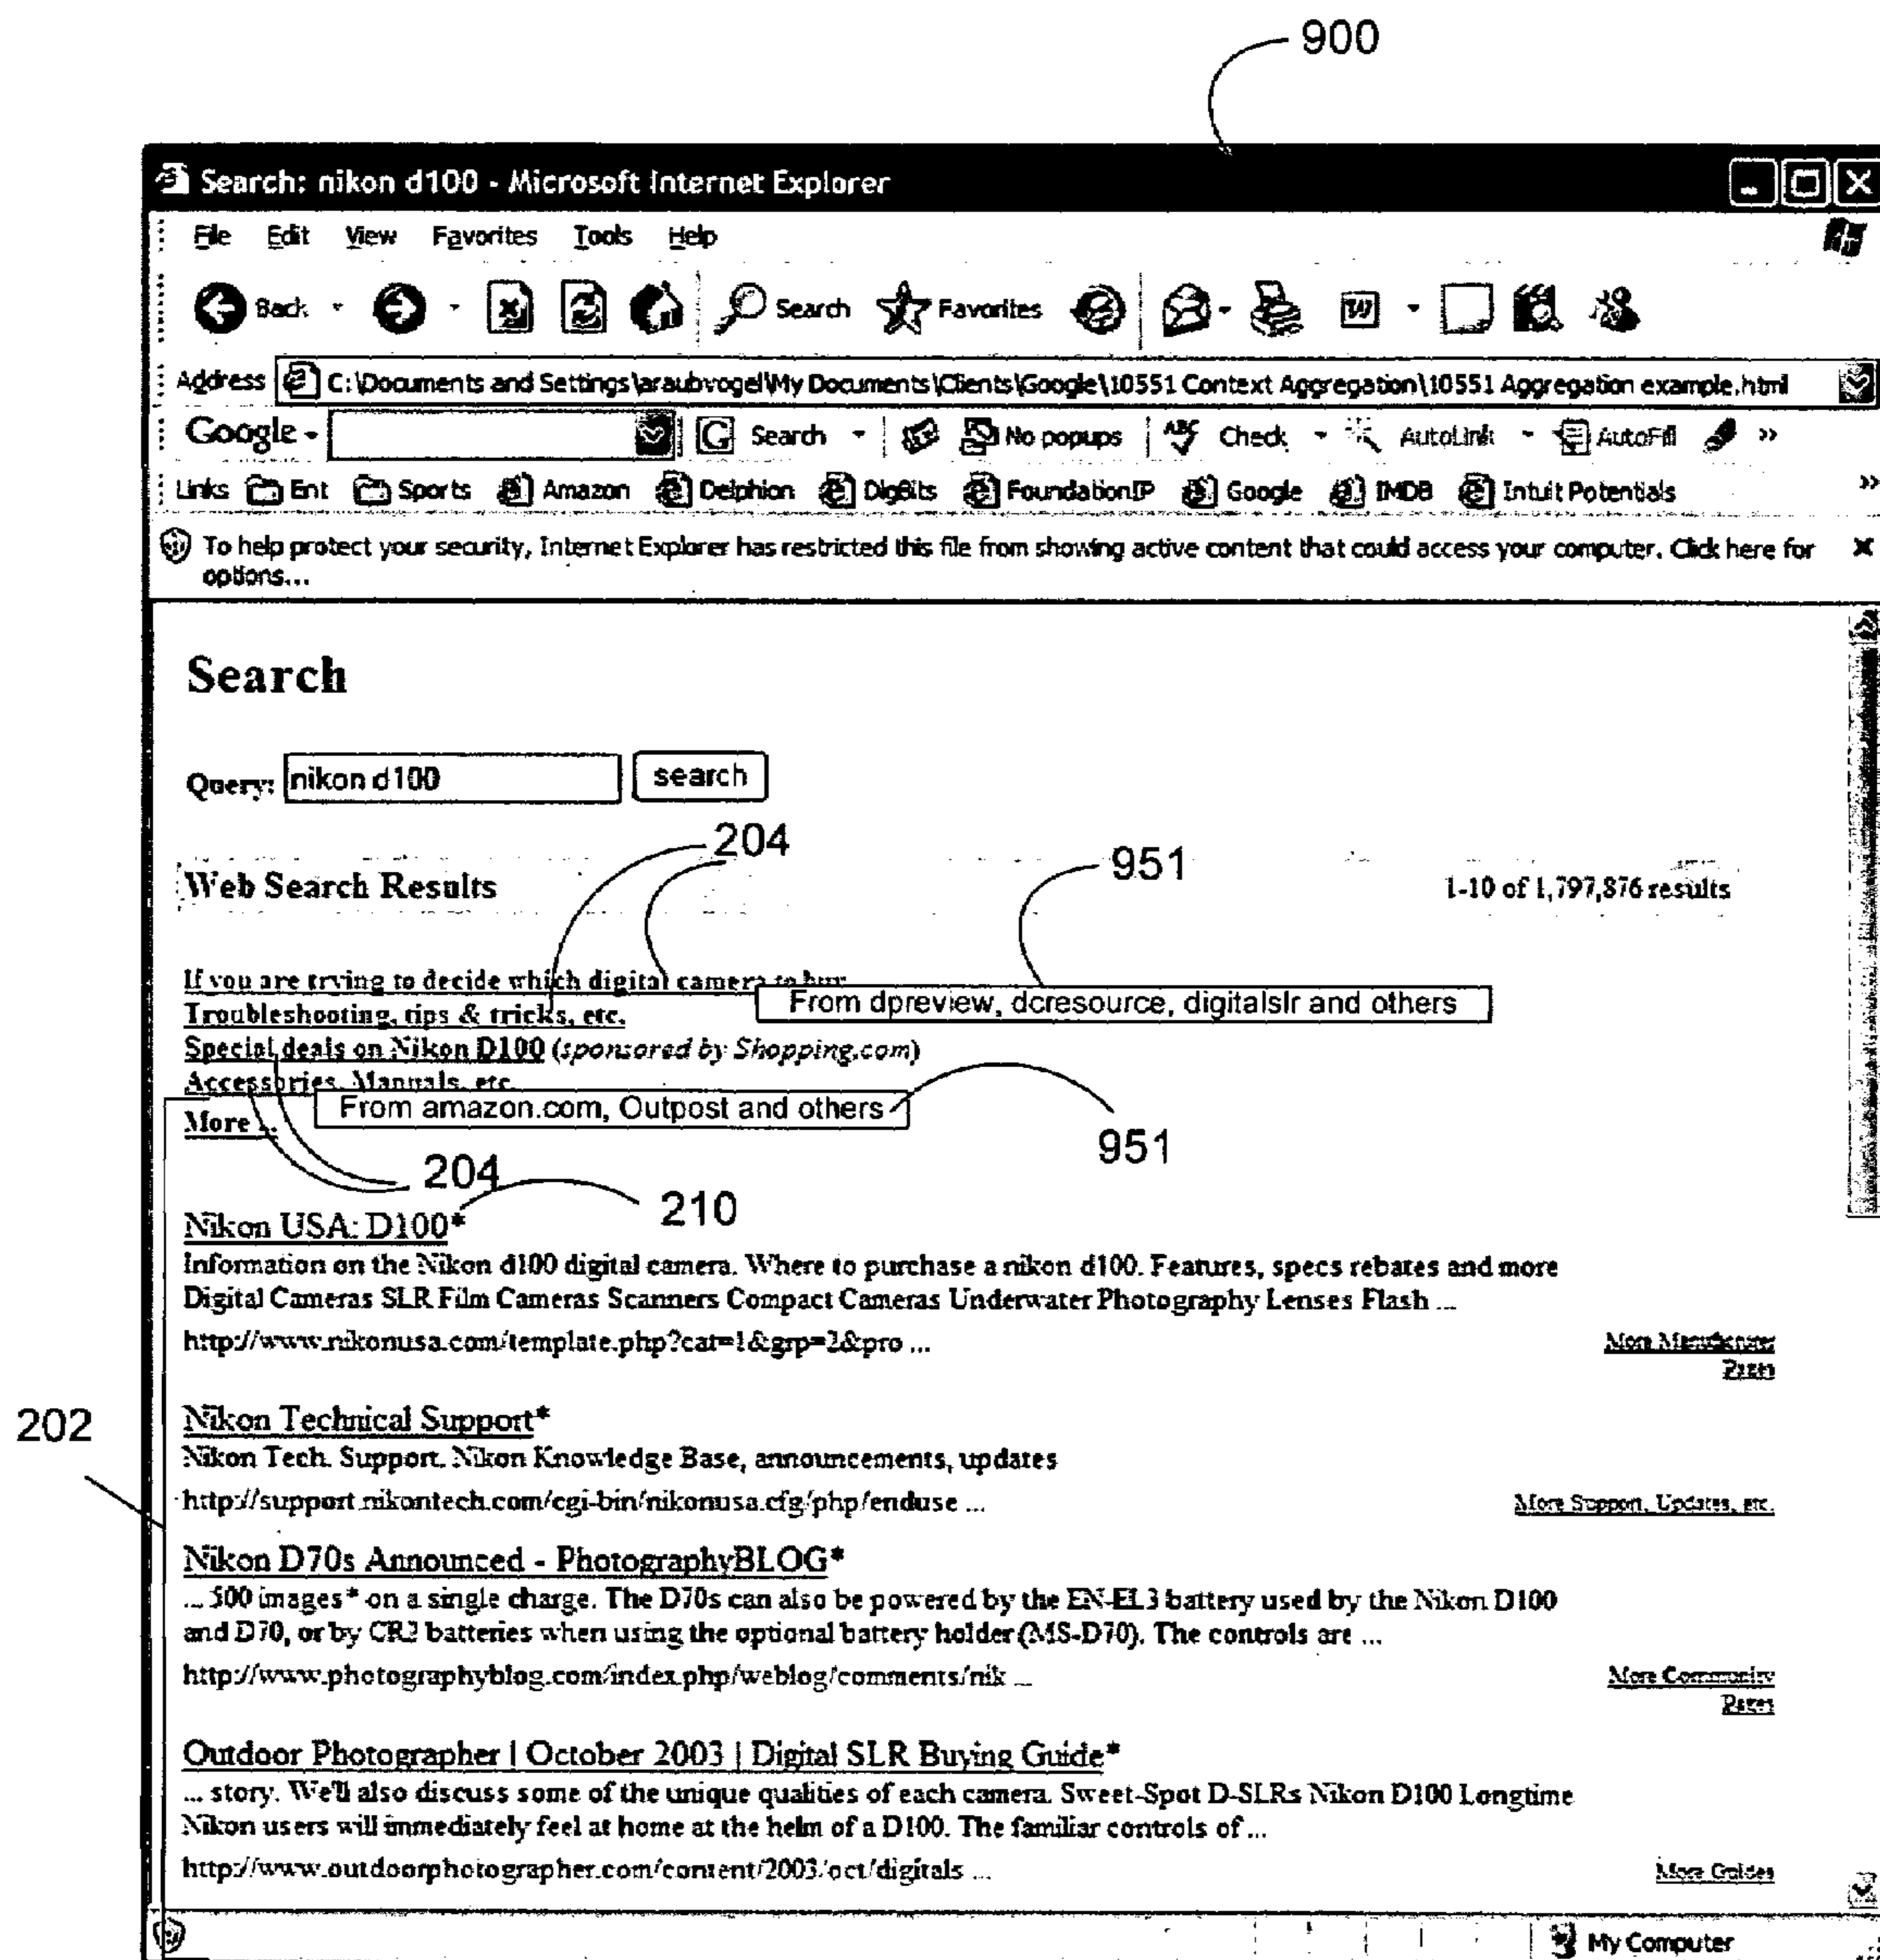 900
Search: nikon d100 - Microsoft Internet Explorer
File Edit View Favorites Tools Help
Back Search Favorites W
Address C:\Documents and Settings\araubvogel\My Documents\Clients\Google\10551 Context Aggregation\10551 Aggregation example.html
Google G Search No popups ABC Check AutoLink AutoFill »
Links Ent Sports Amazon Delphion DigBits FoundationIP Google IMDB Intuit Potentials »
To help protect your security, Internet Explorer has restricted this file from showing active content that could access your computer. Click here for
options...
Search
Query: nikon d100 search
204
951
Web Search Results 1-10 of 1,797,876 results
If you are trying to decide which digital camera to buy
From dpreview, dcresource, digitalslr and others
Troubleshooting, tips & tricks, etc.
Special deals on Nikon D100 (sponsored by Shopping.com)
Accessories, Manuals, etc.
From amazon.com, Outpost and others
More ...
951
204
210
Nikon USA: D100*
Information on the Nikon d100 digital camera. Where to purchase a nikon d100. Features, specs rebates and more
Digital Cameras SLR Film Cameras Scanners Compact Cameras Underwater Photography Lenses Flash ...
http://www.nikonusa.com/template.php?cat=1&grp=2&pro ... More Manufacturer
Pages
202
Nikon Technical Support*
Nikon Tech. Support. Nikon Knowledge Base, announcements, updates
http://support.nikontech.com/cgi-bin/nikonusa.cfg/php/enduse ... More Support, Updates, etc.
Nikon D70s Announced - PhotographyBLOG*
... 500 images* on a single charge. The D70s can also be powered by the EN-EL3 battery used by the Nikon D100
and D70, or by CR2 batteries when using the optional battery holder (MS-D70). The controls are ...
http://www.photographyblog.com/index.php/weblog/comments/nik ... More Community
Pages
Outdoor Photographer | October 2003 | Digital SLR Buying Guide*
... story. We'll also discuss some of the unique qualities of each camera. Sweet-Spot D-SLRs Nikon D100 Longtime
Nikon users will immediately feel at home at the helm of a D100. The familiar controls of ...
http://www.outdoorphotographer.com/content/2003/oct/digitals ... More Guides
My Computer